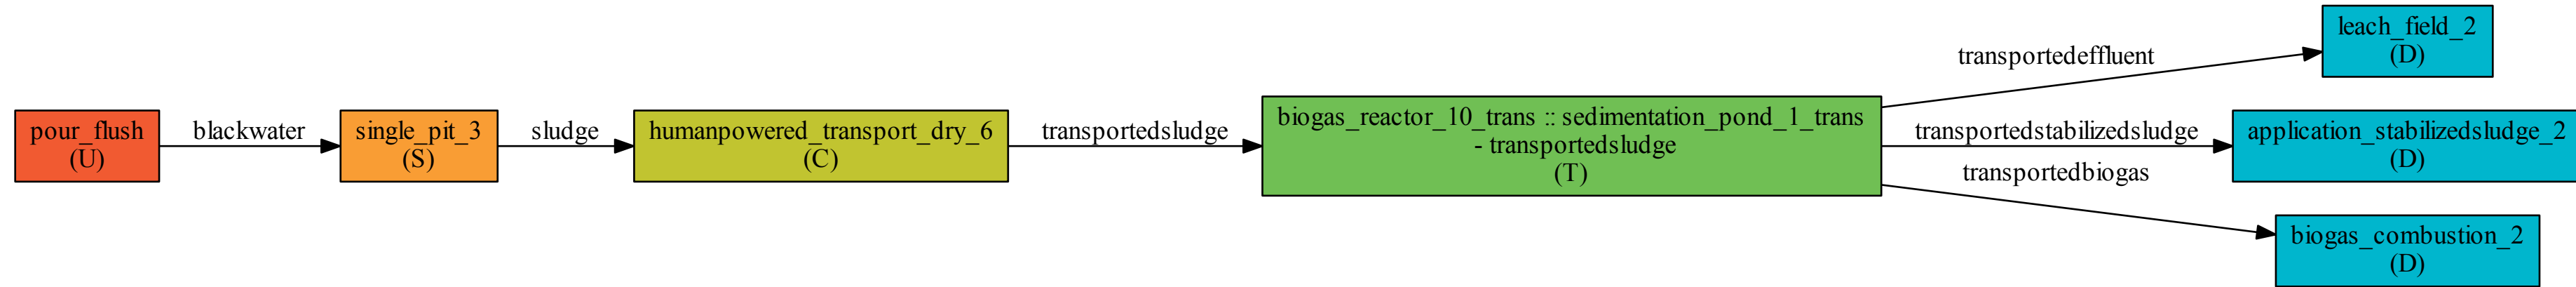 pour_flush
(U)
blackwater
single_pit_3
(S)
sludge
humanpowered_transport_dry_6
(C)
transportedsludge
biogas_reactor_10_trans :: sedimentation_pond_1_trans
- transportedsludge
(T)
transportedeffluent
leach_field_2
(D)
transportedstabilizedsludge
application_stabilizedsludge_2
(D)
transportedbiogas
biogas_combustion_2
(D)